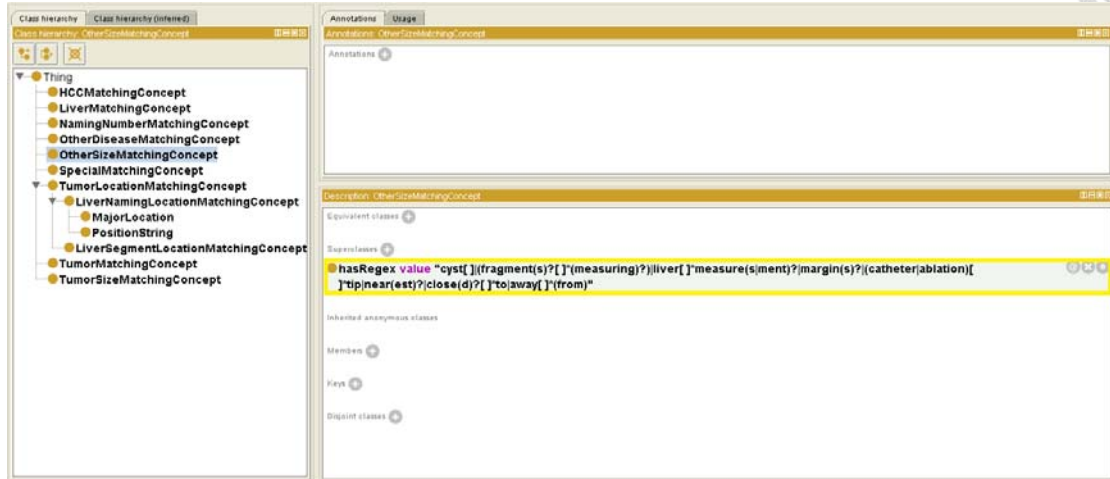 Class hierarchy Class hierarchy (inferred)
Class hierarchy: OtherSizeMatchingConcept
Thing
HCCMatchingConcept
LiverMatchingConcept
NamingNumberMatchingConcept
OtherDiseaseMatchingConcept
OtherSizeMatchingConcept
SpecialMatchingConcept
TumorLocationMatchingConcept
LiverNamingLocationMatchingConcept
MajorLocation
PositionString
LiverSegmentLocationMatchingConcept
TumorMatchingConcept
TumorSizeMatchingConcept
Annotations Usage
Annotations: OtherSizeMatchingConcept
Annotations
Description: OtherSizeMatchingConcept
Equivalent classes
Superclasses
hasRegex value "cyst[ ]|(fragment(s)?[ ]*(measuring)?)|liver[ ]*measure(s|ment)?|margin(s)?|(catheter|ablation)[
]*tip|near(est)?|close(d)?[ ]*to|away[ ]*(from)"
Inherited anonymous classes
Members
Keys
Disjoint classes